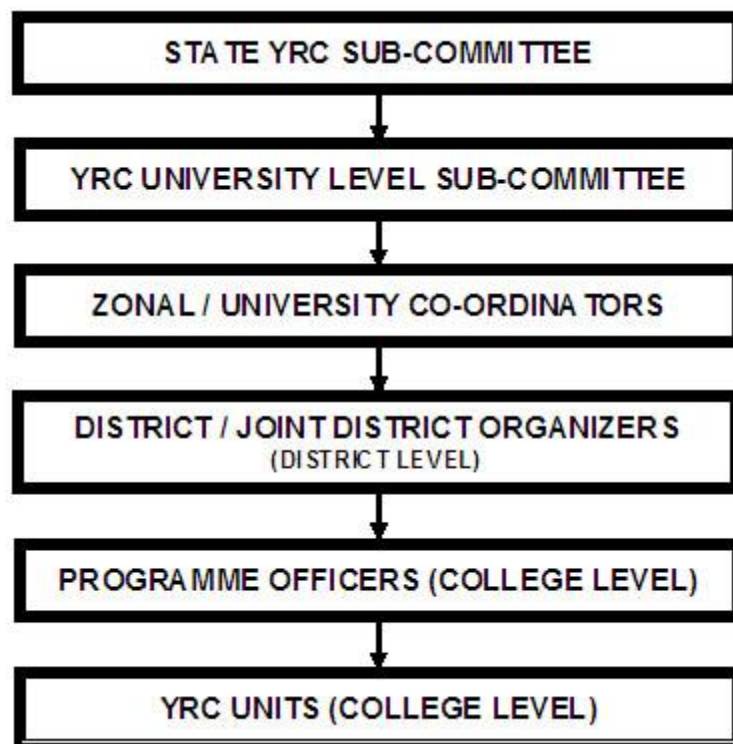 STATE YRC SUB-COMMITTEE
YRC UNIVERSITY LEVEL SUB-COMMITTEE
ZONAL / UNIVERSITY CO-ORDINATORS
DISTRICT / JOINT DISTRICT ORGANIZERS
(DISTRICT LEVEL)
PROGRAMME OFFICERS (COLLEGE LEVEL)
YRC UNITS (COLLEGE LEVEL)